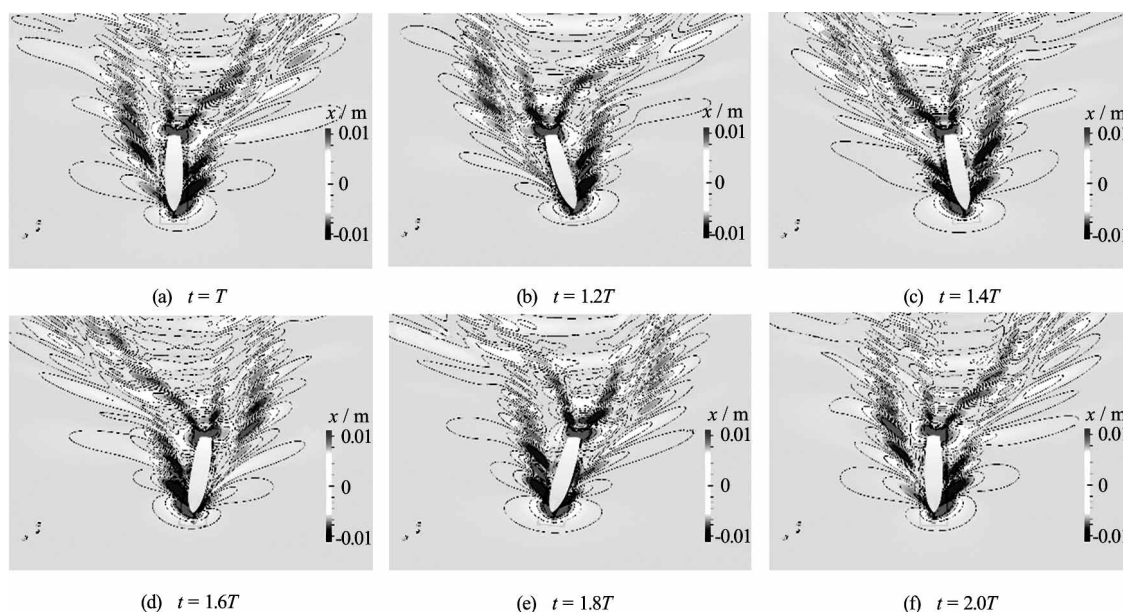 x / m
0.01
0
-0.01
x / m
0.01
0
-0.01
x / m
0.01
0
-0.01
(a) t = T
(b) t = 1.2T
(c) t = 1.4T
x / m
0.01
0
-0.01
x / m
0.01
0
-0.01
x / m
0.01
0
-0.01
(d) t = 1.6T
(e) t = 1.8T
(f) t = 2.0T